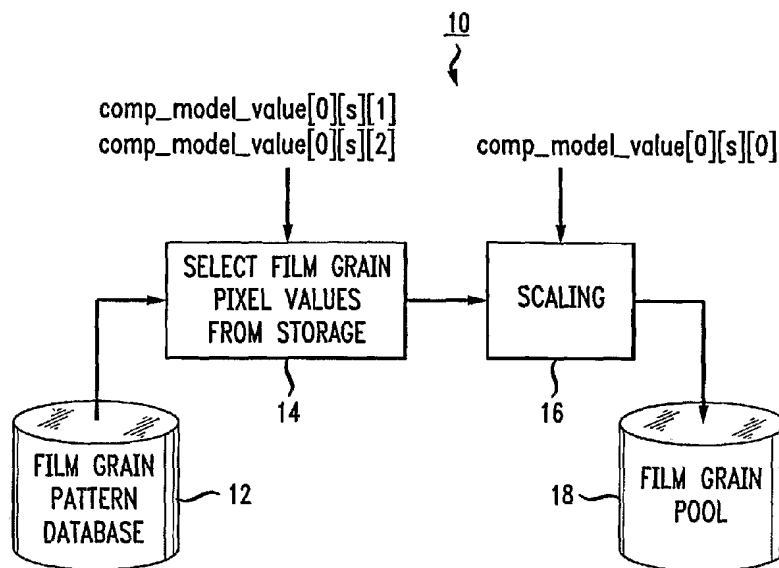 10
comp_model_value[0][s][1]
comp_model_value[0][s][2]
comp_model_value[0][s][0]
SELECT FILM GRAIN
PIXEL VALUES
FROM STORAGE
SCALING
14
16
FILM GRAIN
PATTERN
DATABASE
12
18
FILM GRAIN
POOL